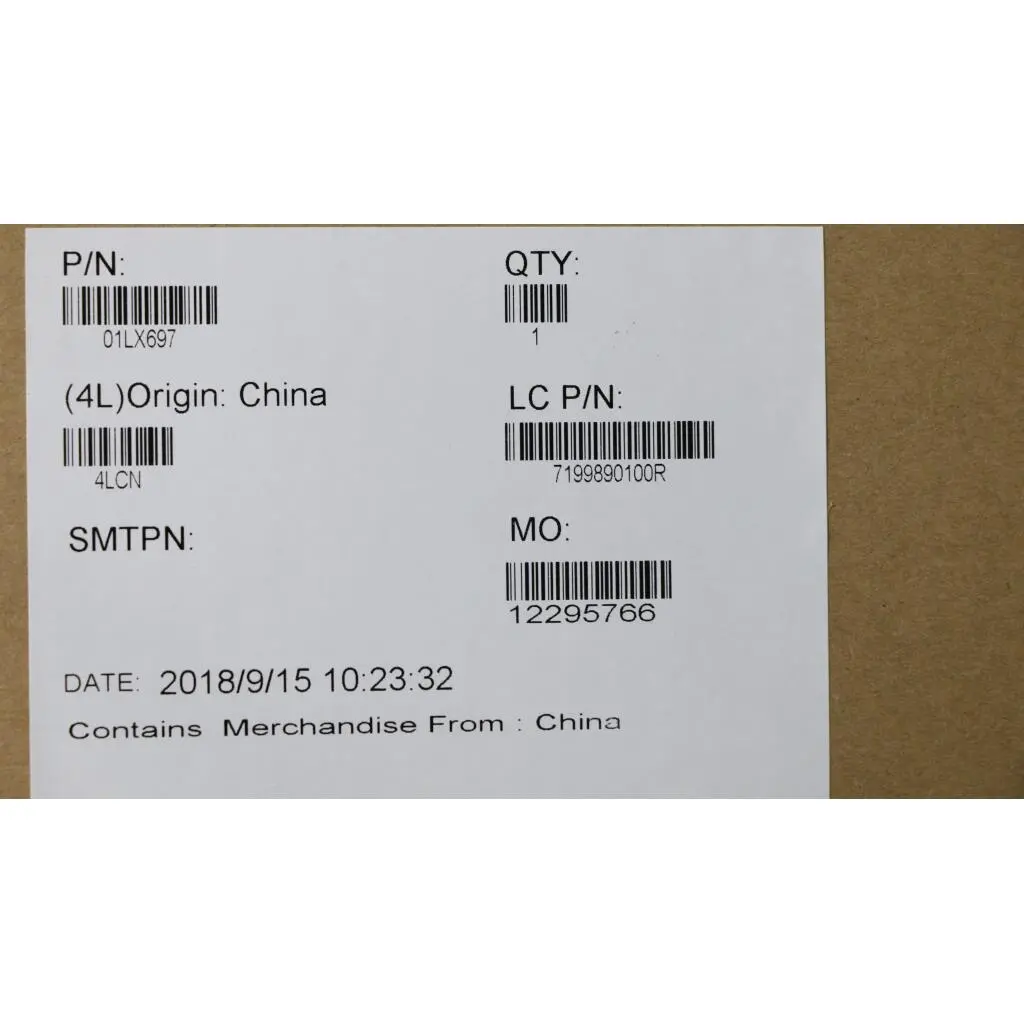 P/N:
01LX697
QTY:
1
(4L)Origin: China
4LCN
LC P/N:
7199890100R
SMTPN:
MO:
12295766
DATE: 2018/9/15 10:23:32
Contains Merchandise From : China